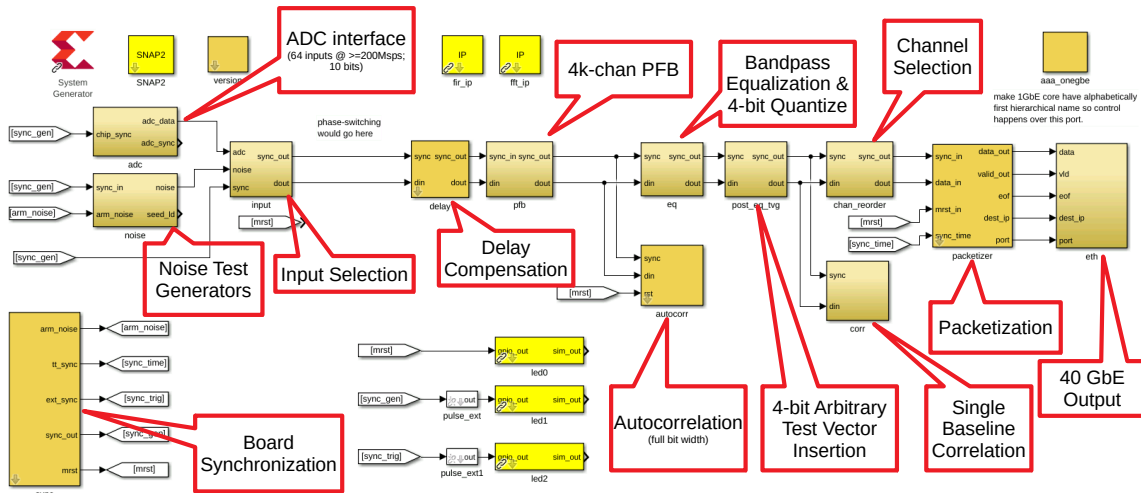 System
Generator
SNAP2
SNAP2
version
ADC interface
(64 inputs @ >=200Msps;
10 bits)
IP
fir_ip
IP
fft_ip
4k-chan PFB
Bandpass
Equalization &
4-bit Quantize
Channel
Selection
aaa_onegbe
make 1GbE core have alphabetically
first hierarchical name so control
happens over this port.
phase-switching
would go here
[sync_gen]
chip_sync
adc_data
adc_sync
adc
[sync_gen]
[arm_noise]
sync_in
arm_noise
noise
seed_ld
noise
[sync_gen]
adc
noise
sync
sync_out
dout
input
[mrst]
sync
din
sync_out
dout
delay
sync_in
din
sync_out
dout
pfb
sync
din
sync_out
dout
eq
sync
din
sync_out
dout
post_eq_tvg
sync
din
sync_out
dout
chan_reorder
[mrst]
[sync_time]
sync_in
data_in
mrst_in
sync_time
data_out
valid_out
eof
dest_ip
port
packetizer
data
vld
eof
dest_ip
port
eth
Noise Test
Generators
Input Selection
Delay
Compensation
[mrst]
sync
din
rst
autocorr
sync
din
corr
Packetization
40 GbE
Output
arm_noise
tt_sync
ext_sync
sync_out
mrst
[arm_noise]
[sync_time]
[sync_trig]
[sync_gen]
[mrst]
Board
Synchronization
[mrst]
gpio_out
sim_out
led0
[sync_gen]
out
pulse_ext
gpio_out
sim_out
led1
[sync_trig]
out
pulse_ext1
gpio_out
sim_out
led2
Autocorrelation
(full bit width)
4-bit Arbitrary
Test Vector
Insertion
Single
Baseline
Correlation